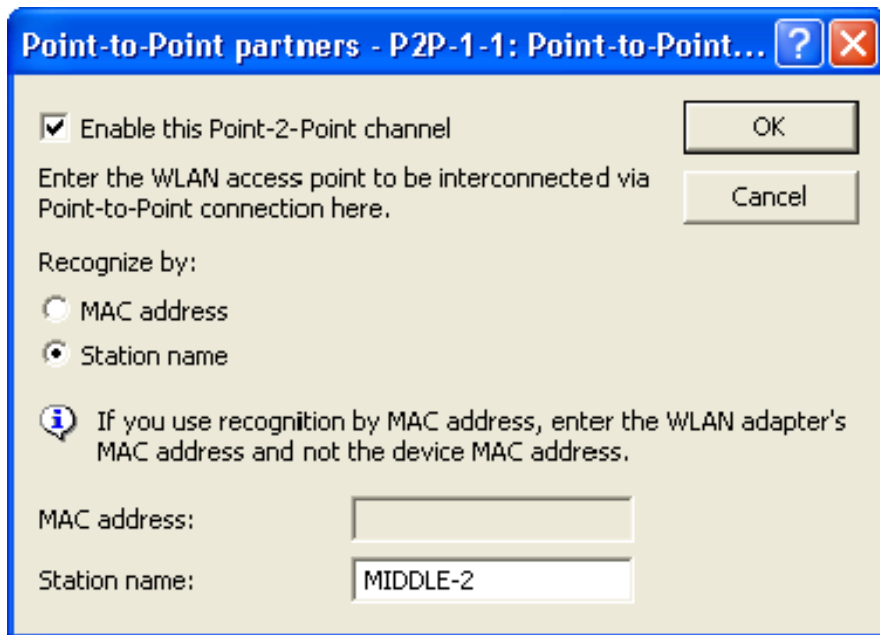 Point-to-Point partners - P2P-1-1: Point-to-Point...
Enable this Point-2-Point channel
OK
Enter the WLAN access point to be interconnected via
Point-to-Point connection here.
Cancel
Recognize by:
MAC address
Station name
If you use recognition by MAC address, enter the WLAN adapter's
MAC address and not the device MAC address.
MAC address:
Station name: MIDDLE-2